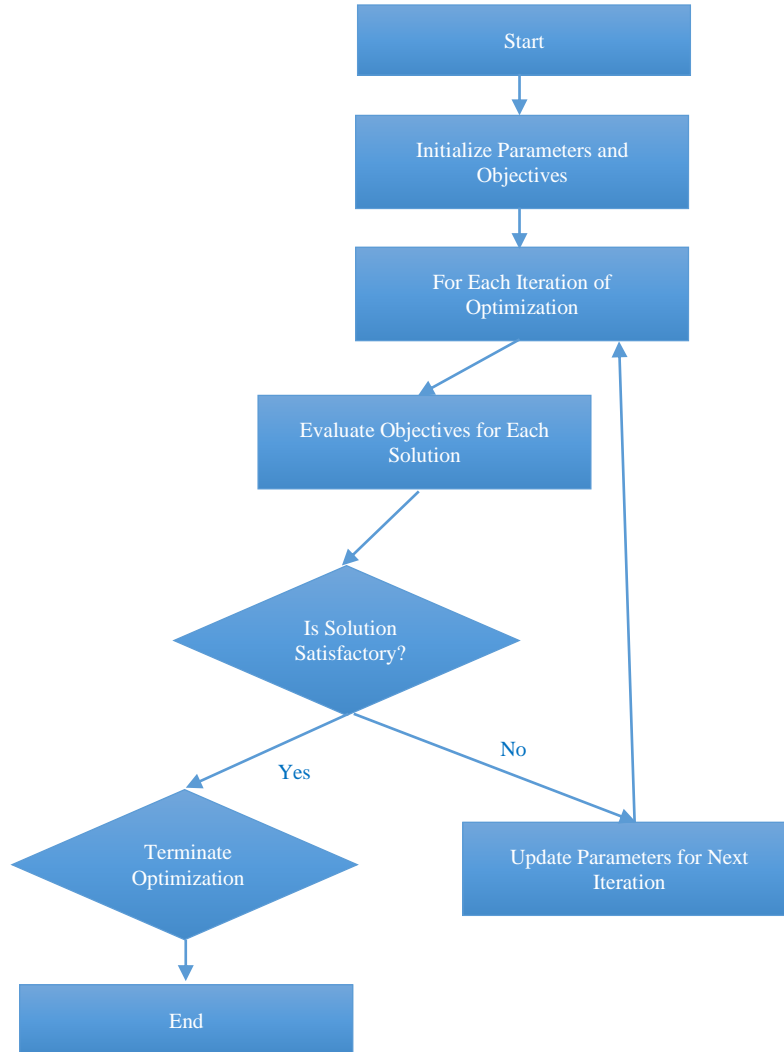 Start
Initialize Parameters and
Objectives
For Each Iteration of
Optimization
Evaluate Objectives for Each
Solution
Is Solution
Satisfactory?
No
Yes
Terminate
Optimization
Update Parameters for Next
Iteration
End